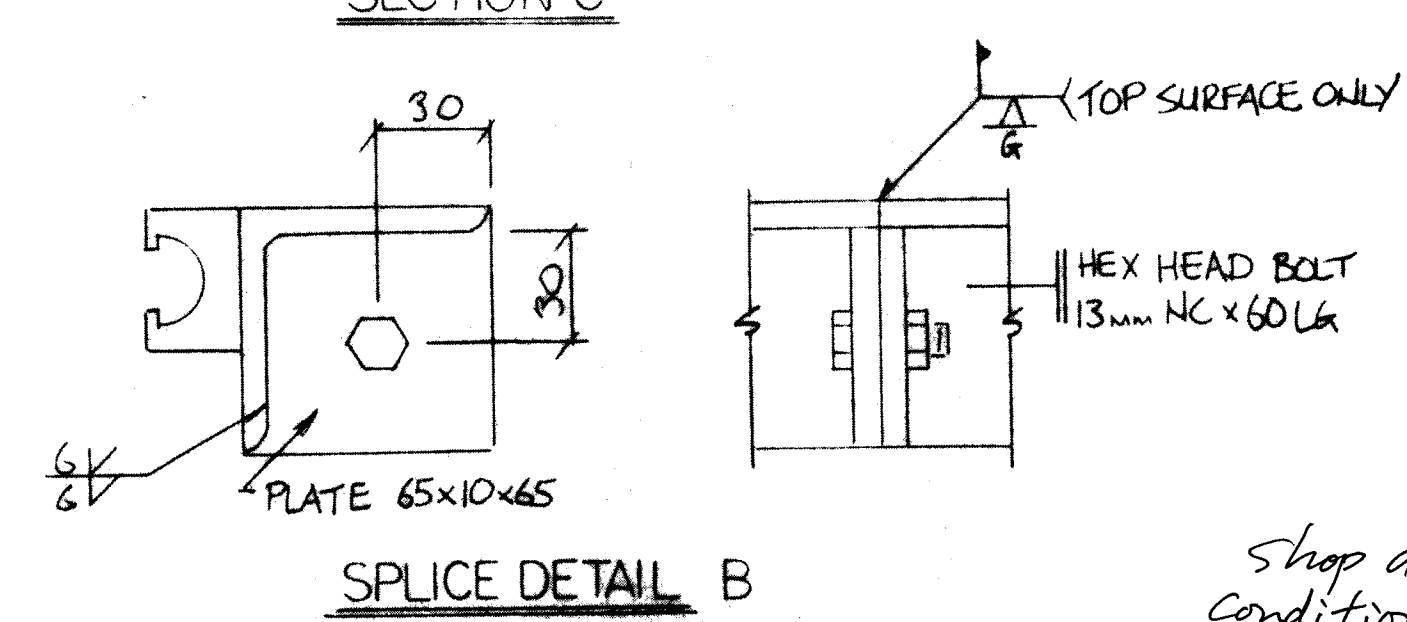 SECTION C
30
TOP SURFACE ONLY
G
30
HEX HEAD BOLT
13mm NC x 60 LG
6
6
PLATE 65x10x65
SPLICE DETAIL B
Shop
condition